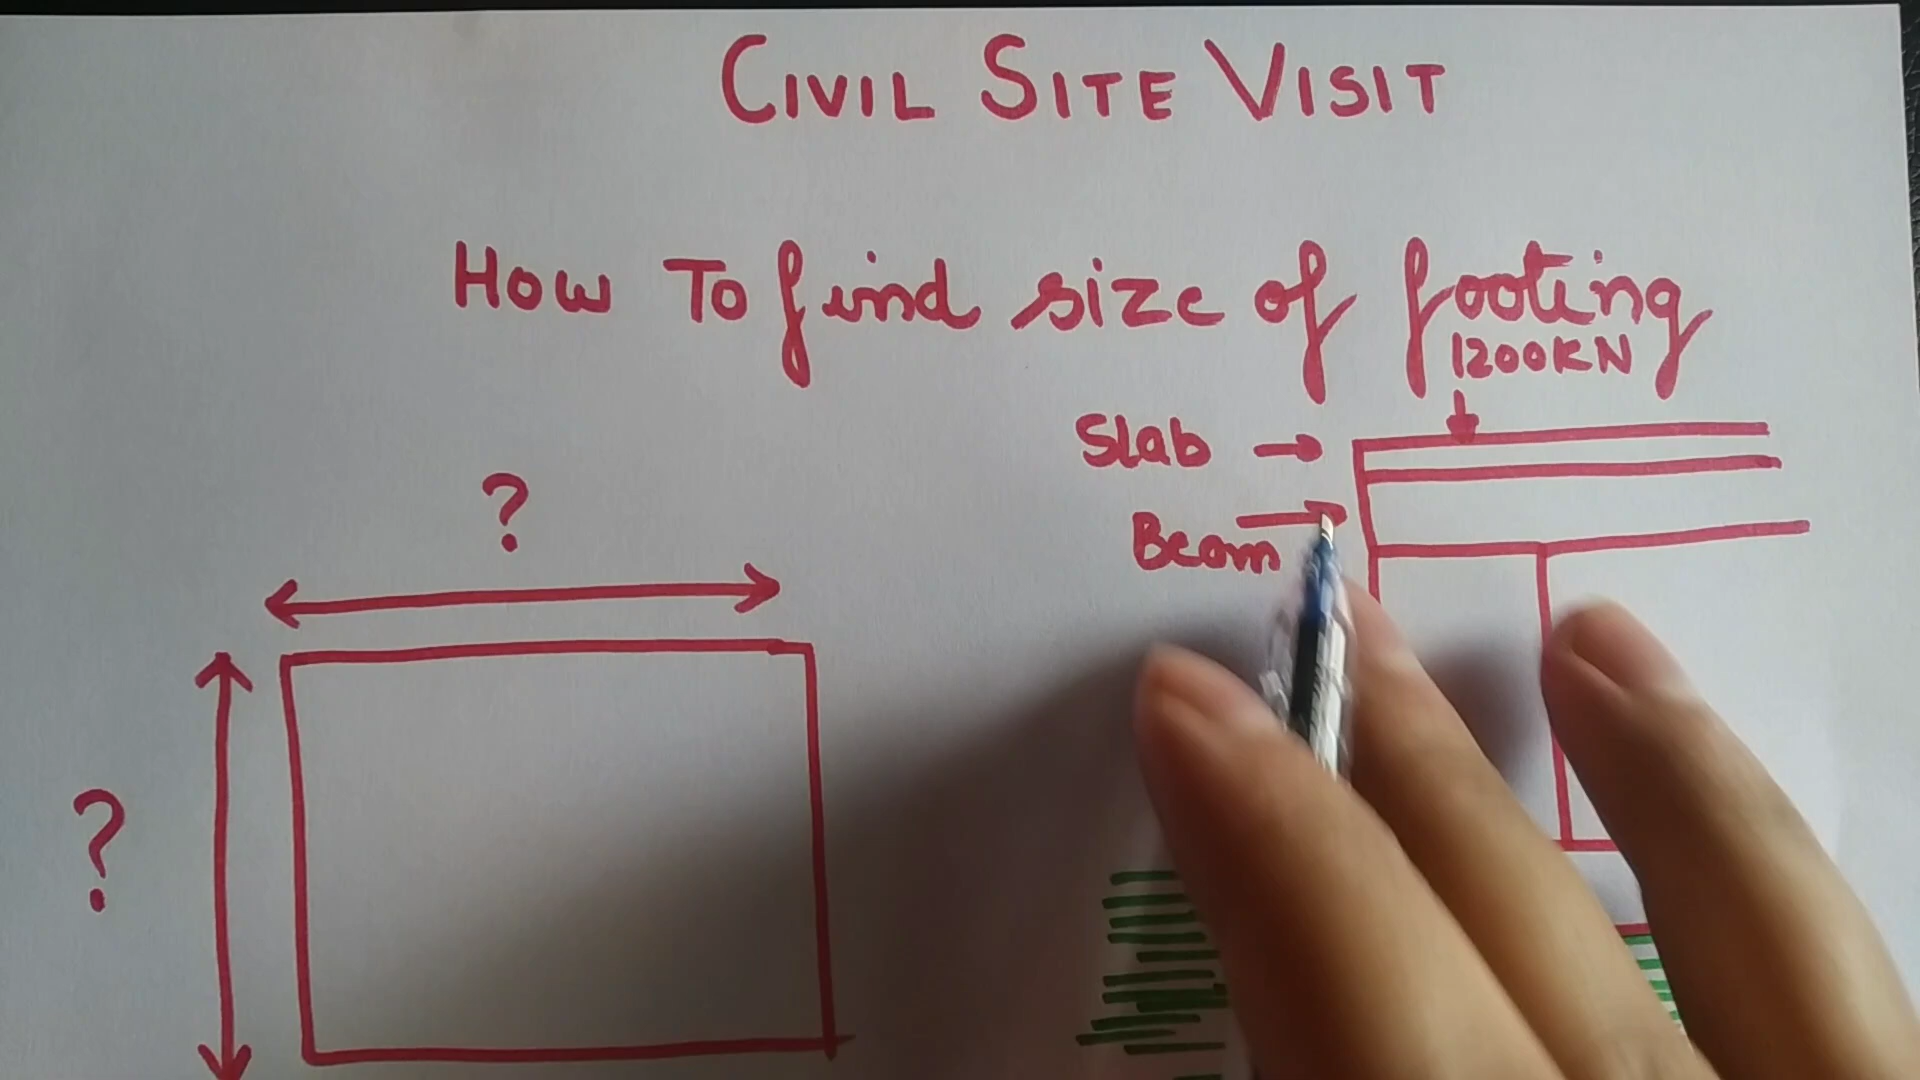 CIVIL SITE VISIT
How To find size of footing
1200KN
Slab
Beam
?
?